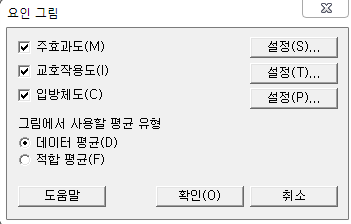 요인 그림
주효과도(M) 설정(S)...
교호작용도(I) 설정(T)...
입방체도(C) 설정(P)...
그림에서 사용할 평균 유형
데이터 평균(D)
적합 평균(F)
도움말 확인(O) 취소